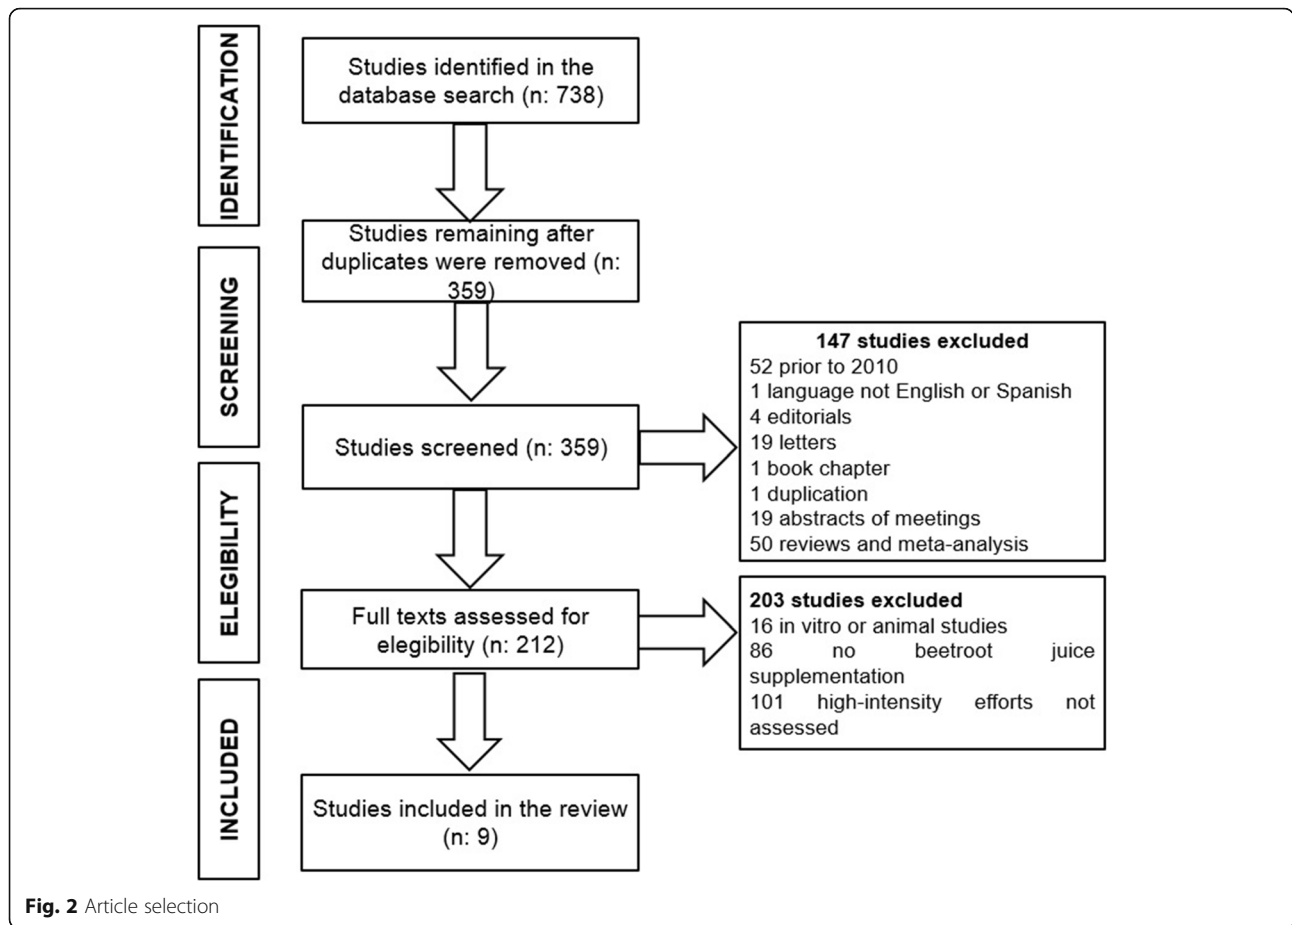 IDENTIFICATION
Studies identified in the
database search (n: 738)
Studies remaining after
duplicates were removed (n:
359)
SCREENING
Studies screened (n: 359)
147 studies excluded
52 prior to 2010
1 language not English or Spanish
4 editorials
19 letters
1 book chapter
1 duplication
19 abstracts of meetings
50 reviews and meta-analysis
ELEGIBILITY
Full texts assessed for
elegibility (n: 212)
203 studies excluded
16 in vitro or animal studies
86 no beetroot juice
supplementation
101 high-intensity efforts not
assessed
INCLUDED
Studies included in the review
(n: 9)
Fig. 2 Article selection